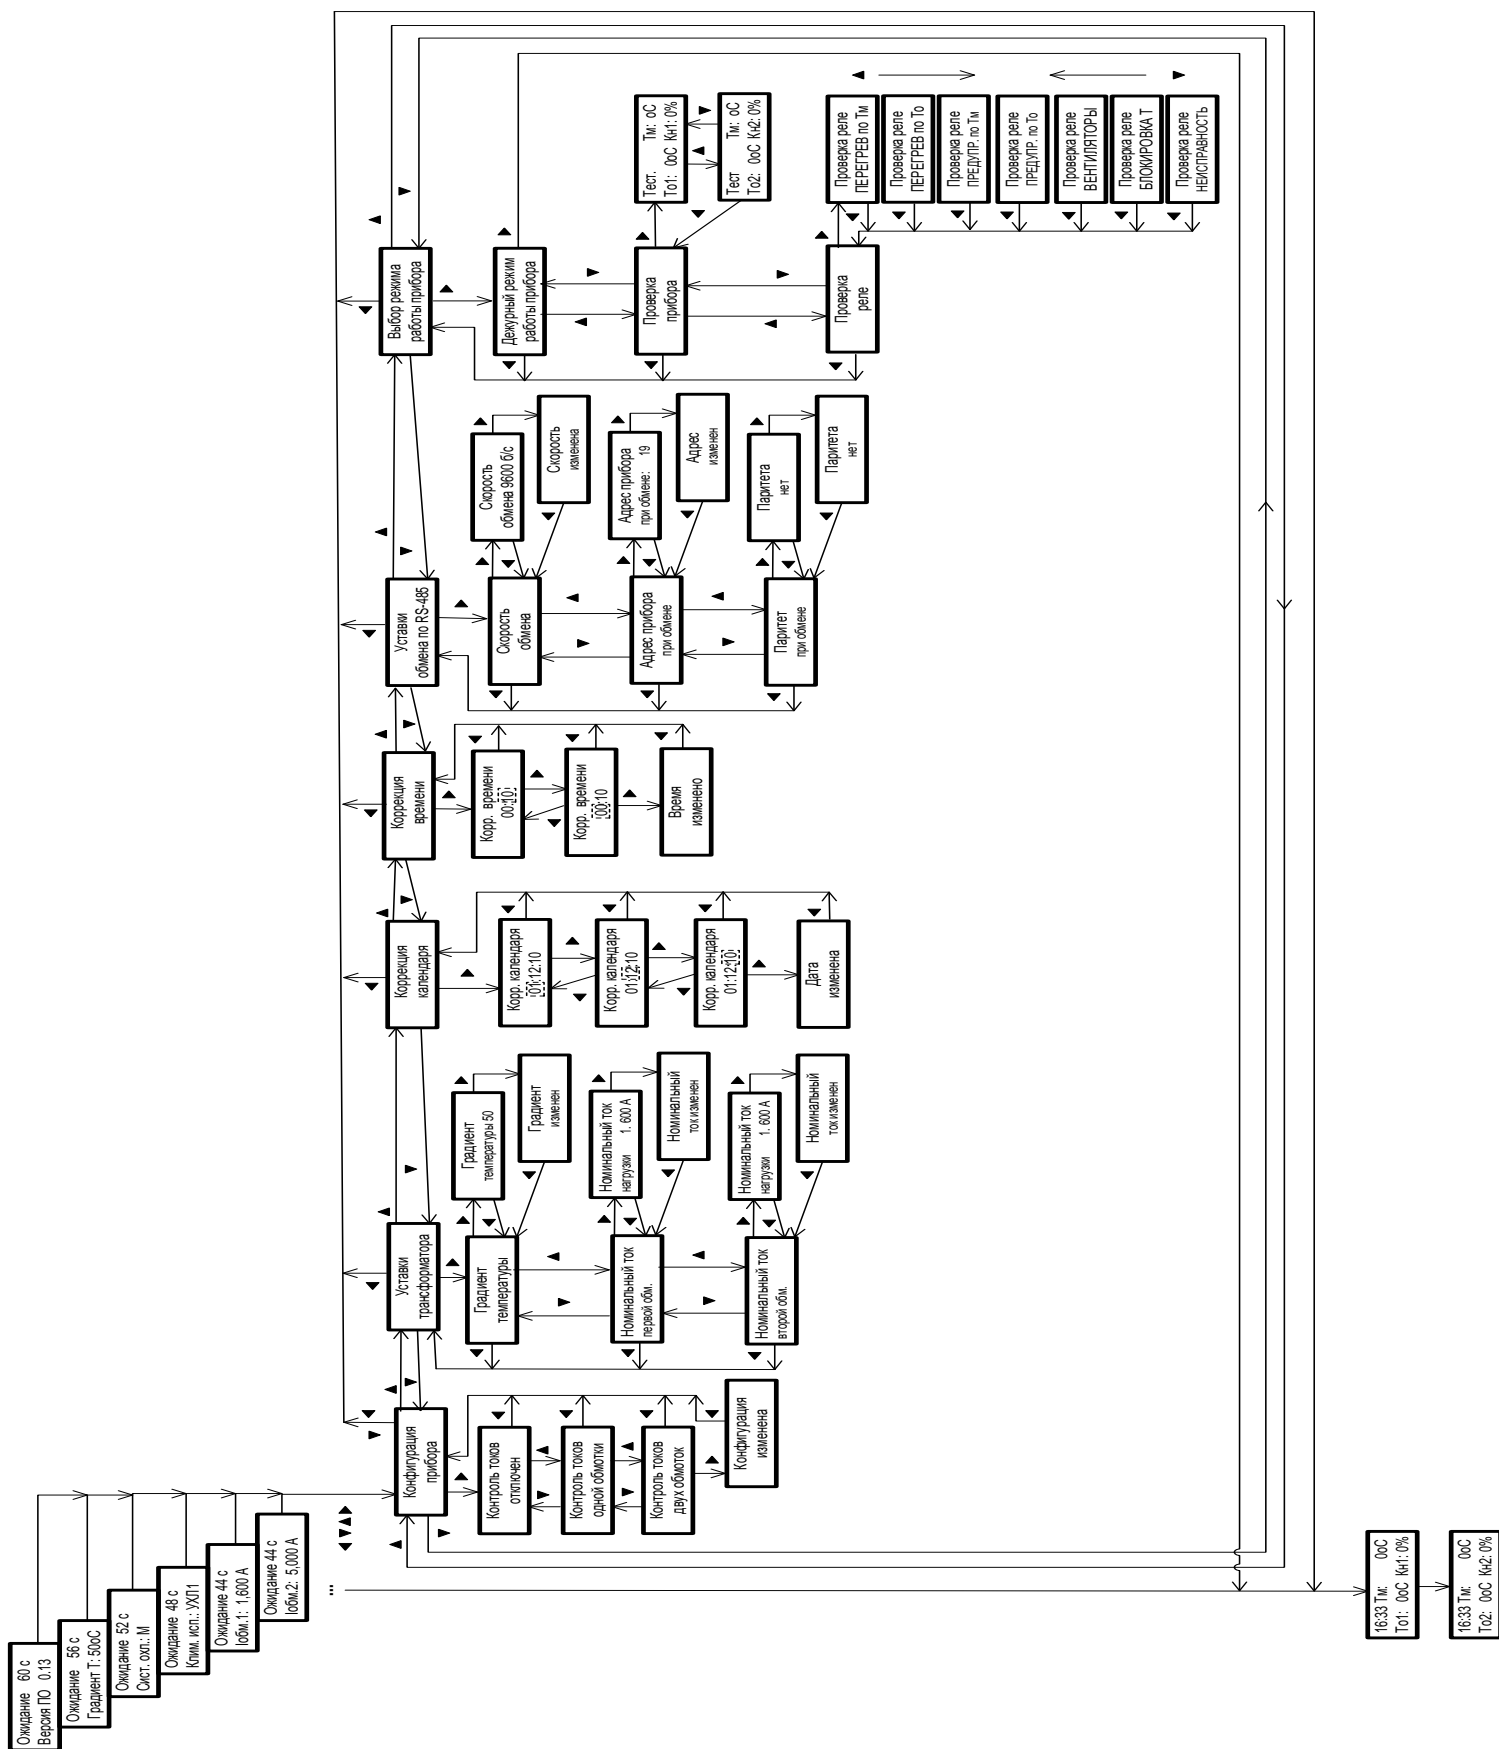 Ожидание 60 с
Версия ПО 0.13
Ожидание 56 с
Градиент Т: 50оС
Ожидание 52 с
Сист. охл.: М
Ожидание 48 с
Клим. исп.: УХЛ1
Ожидание 44 с
Iобм.1: 1,600 А
Ожидание 44 с
Iобм.2: 5,000 А
...
Конфигурация
прибора
Контроль токов
отключен
Контроль токов
одной обмотки
Контроль токов
двух обмоток
Конфигурация
изменена
Уставки
трансформатора
Градиент
температуры
Градиент
температуры 50
Градиент
изменен
Номинальный ток
первой обм.
Номинальный ток
нагрузки 1. 600 А
Номинальный
ток изменен
Номинальный ток
второй обм.
Номинальный ток
нагрузки 1. 600 А
Номинальный
ток изменен
Коррекция
календаря
Корр. календаря
01:12:10
Корр. календаря
01:12:10
Корр. календаря
01:12:10
Дата
изменена
Коррекция
времени
Корр. времени
00:10
Корр. времени
00:10
Время
изменено
Уставки
обмена по RS-485
Скорость
обмена
Скорость
обмена 9600 б/с
Скорость
изменена
Адрес прибора
при обмене
Адрес прибора
при обмене: 19
Адрес
изменен
Паритет
при обмене
Паритета
нет
Паритета
нет
Выбор режима
работы прибора
Дежурный режим
работы прибора
Проверка
прибора
Тест. Тм: оС
То1: 0оС Кн1: 0%
Тест Тм: оС
То2: 0оС Кн2: 0%
Проверка
реле
Проверка реле
ПЕРЕГРЕВ по Тм
Проверка реле
ПЕРЕГРЕВ по То
Проверка реле
ПРЕДУПР. по Тм
Проверка реле
ПРЕДУПР. по То
Проверка реле
ВЕНТИЛЯТОРЫ
Проверка реле
БЛОКИРОВКА Т
Проверка реле
НЕИСПРАВНОСТЬ
16:33 Тм: 0оС
То1: 0оС Кн1: 0%
16:33 Тм: 0оС
То2: 0оС Кн2: 0%